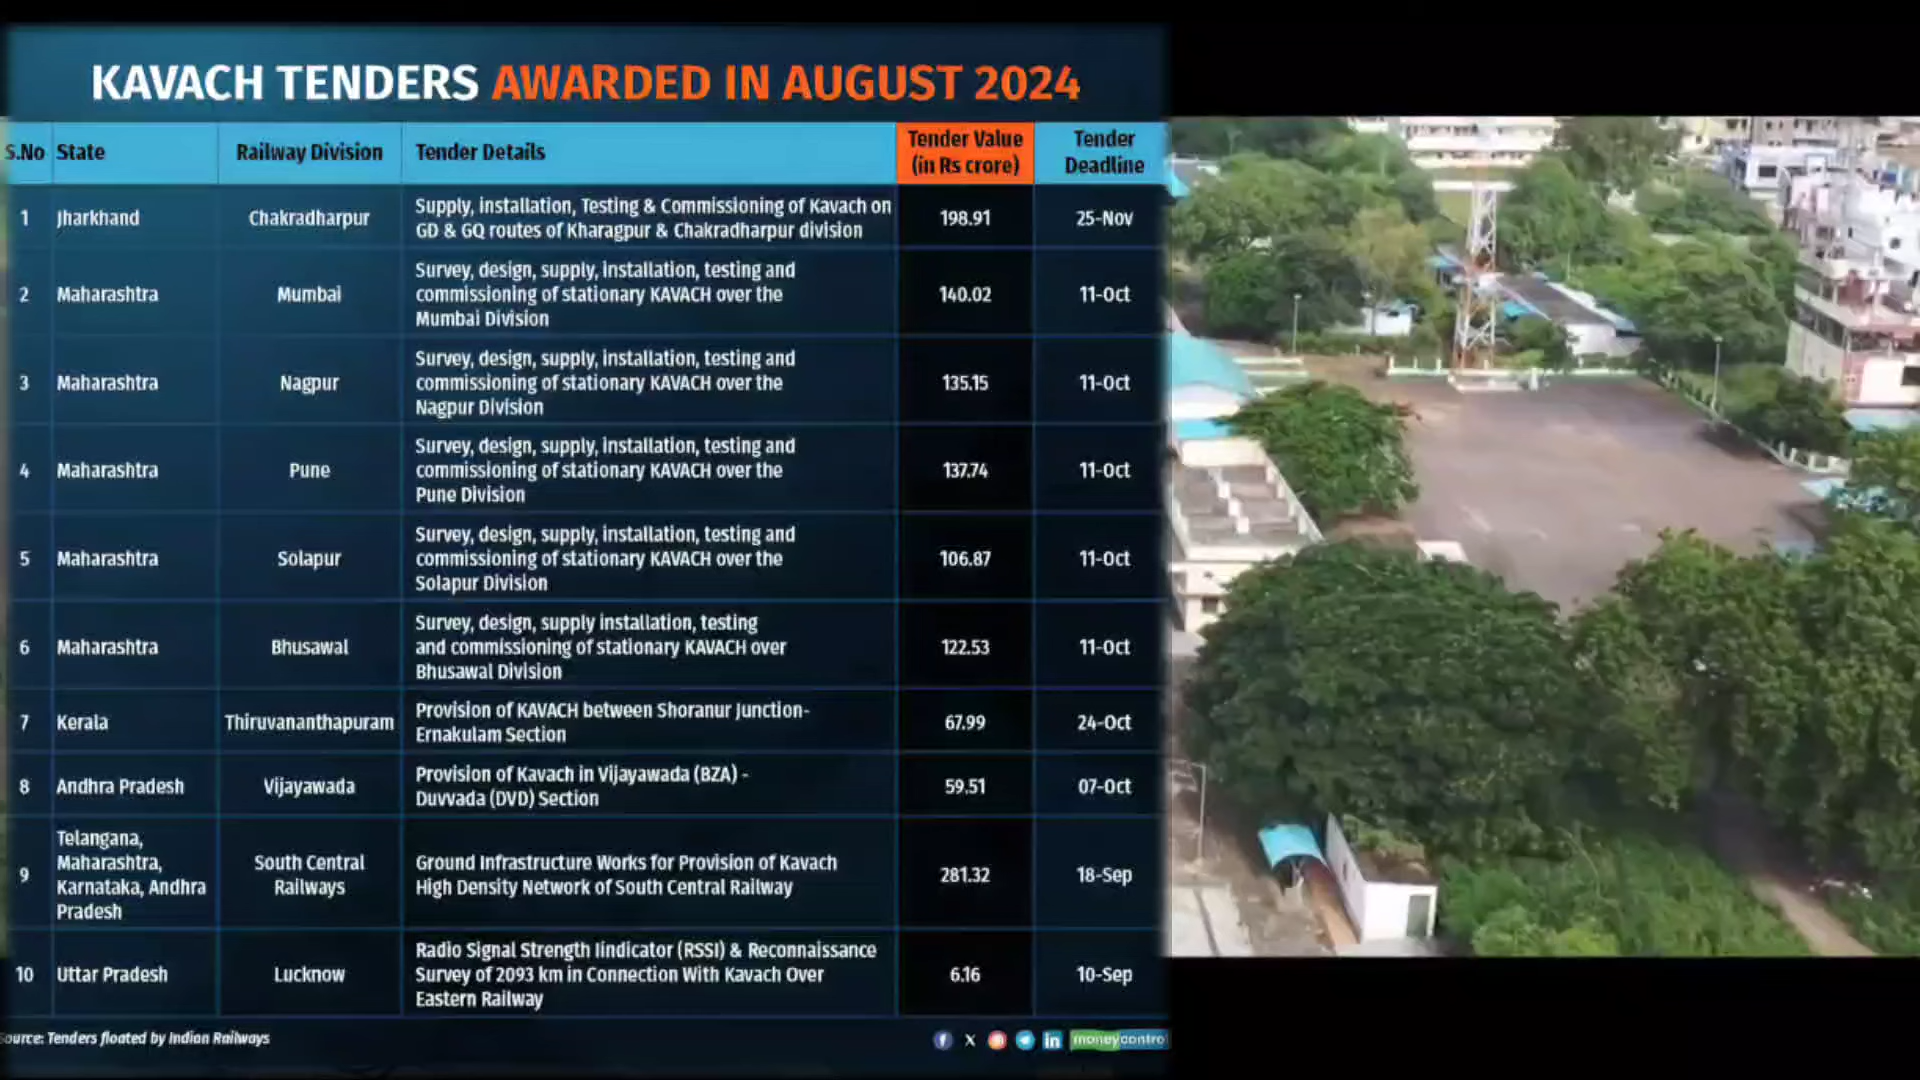 KAVACH TENDERS AWARDED IN AUGUST 2024
S.No State Railway Division Tender Details Tender Value (in Rs crore) Tender Deadline
1 Jharkhand Chakradharpur Supply, installation, Testing & Commissioning of Kavach on
GD & GQ routes of Kharagpur & Chakradharpur division 198.91 25-Nov
2 Maharashtra Mumbai Survey, design, supply, installation, testing and
commissioning of stationary KAVACH over the
Mumbai Division 140.02 11-Oct
3 Maharashtra Nagpur Survey, design, supply, installation, testing and
commissioning of stationary KAVACH over the
Nagpur Division 135.15 11-Oct
4 Maharashtra Pune Survey, design, supply, installation, testing and
commissioning of stationary KAVACH over the
Pune Division 137.74 11-Oct
5 Maharashtra Solapur Survey, design, supply, installation, testing and
commissioning of stationary KAVACH over the
Solapur Division 106.87 11-Oct
6 Maharashtra Bhusawal Survey, design, supply installation, testing
and commissioning of stationary KAVACH over
Bhusawal Division 122.53 11-Oct
7 Kerala Thiruvananthapuram Provision of KAVACH between Shoranur Junction-
Ernakulam Section 67.99 24-Oct
8 Andhra Pradesh Vijayawada Provision of Kavach in Vijayawada (BZA) -
Duvvada (DVD) Section 59.51 07-Oct
9 Telangana,
Maharashtra,
Karnataka, Andhra
Pradesh South Central
Railways Ground Infrastructure Works for Provision of Kavach
High Density Network of South Central Railway 281.32 18-Sep
10 Uttar Pradesh Lucknow Radio Signal Strength Iindicator (RSSI) & Reconnaissance
Survey of 2093 km in Connection With Kavach Over
Eastern Railway 6.16 10-Sep
ource: Tenders floated by Indian Railways
moneycontrol